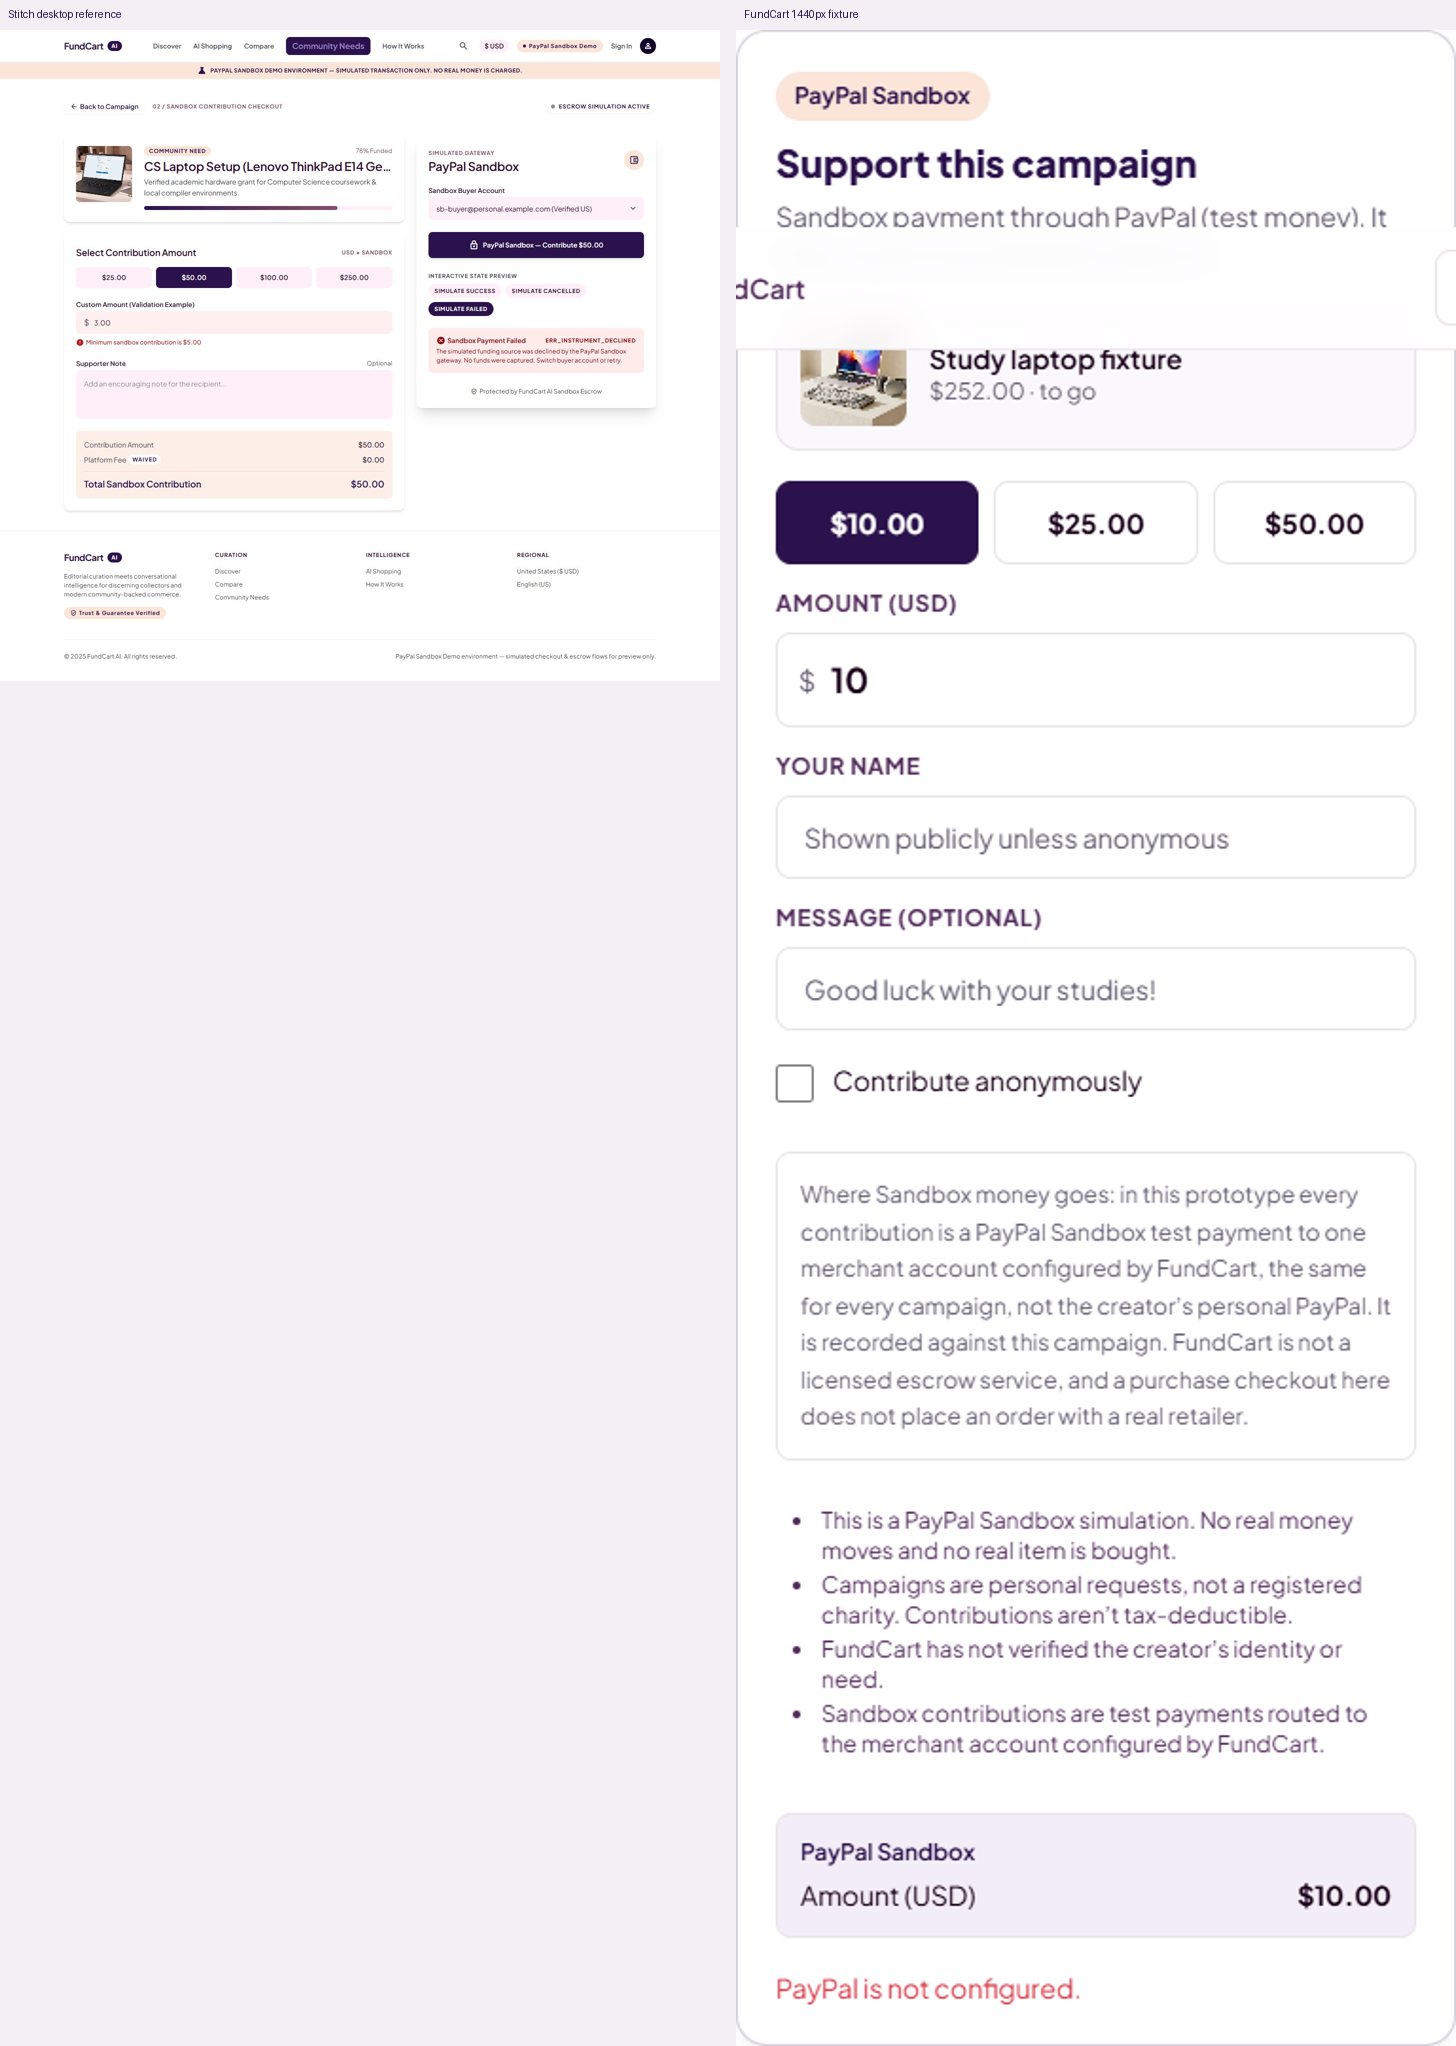 Stitch desktop reference
FundCart AI
Discover
AI Shopping
Compare
Community Needs
How It Works
$ USD
PayPal Sandbox Demo
Sign In
PAYPAL SANDBOX DEMO ENVIRONMENT — SIMULATED TRANSACTION ONLY. NO REAL MONEY IS CHARGED.
← Back to Campaign
02 / SANDBOX CONTRIBUTION CHECKOUT
ESCROW SIMULATION ACTIVE
COMMUNITY NEED
78% Funded
CS Laptop Setup (Lenovo ThinkPad E14 Ge...
Verified academic hardware grant for Computer Science coursework &
local compiler environments.
Select Contribution Amount
USD • SANDBOX
$25.00
$50.00
$100.00
$250.00
Custom Amount (Validation Example)
$ 3.00
Minimum sandbox contribution is $5.00
Supporter Note
Optional
Add an encouraging note for the recipient...
Contribution Amount
$50.00
Platform Fee WAIVED
$0.00
Total Sandbox Contribution
$50.00
SIMULATED GATEWAY
PayPal Sandbox
Sandbox Buyer Account
sb-buyer@personal.example.com (Verified US)
PayPal Sandbox — Contribute $50.00
INTERACTIVE STATE PREVIEW
SIMULATE SUCCESS
SIMULATE CANCELLED
SIMULATE FAILED
Sandbox Payment Failed
ERR_INSTRUMENT_DECLINED
The simulated funding source was declined by the PayPal Sandbox
gateway. No funds were captured. Switch buyer account or retry.
Protected by FundCart AI Sandbox Escrow
FundCart AI
Editorial curation meets conversational
intelligence for discerning collectors and
modern community-backed commerce.
Trust & Guarantee Verified
CURATION
Discover
Compare
Community Needs
INTELLIGENCE
AI Shopping
How It Works
REGIONAL
United States ($ USD)
English (US)
© 2025 FundCart AI. All rights reserved.
PayPal Sandbox Demo environment — simulated checkout & escrow flows for preview only.
FundCart 1440px fixture
PayPal Sandbox
Support this campaign
Sandbox payment through PayPal (test money). It
dCart
Study laptop fixture
$252.00 · to go
$10.00
$25.00
$50.00
AMOUNT (USD)
$ 10
YOUR NAME
Shown publicly unless anonymous
MESSAGE (OPTIONAL)
Good luck with your studies!
Contribute anonymously
Where Sandbox money goes: in this prototype every
contribution is a PayPal Sandbox test payment to one
merchant account configured by FundCart, the same
for every campaign, not the creator’s personal PayPal. It
is recorded against this campaign. FundCart is not a
licensed escrow service, and a purchase checkout here
does not place an order with a real retailer.
• This is a PayPal Sandbox simulation. No real money
moves and no real item is bought.
• Campaigns are personal requests, not a registered
charity. Contributions aren’t tax-deductible.
• FundCart has not verified the creator’s identity or
need.
• Sandbox contributions are test payments routed to
the merchant account configured by FundCart.
PayPal Sandbox
Amount (USD)
$10.00
PayPal is not configured.